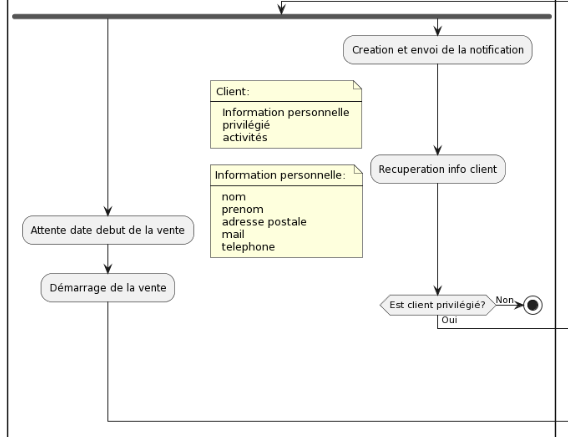 Creation et envoi de la notification
Client:
Information personnelle
privilégié
activités
Recuperation info client
Information personnelle:
nom
prenom
adresse postale
mail
telephone
Attente date debut de la vente
Démarrage de la vente
Est client privilégié?
Non
Oui